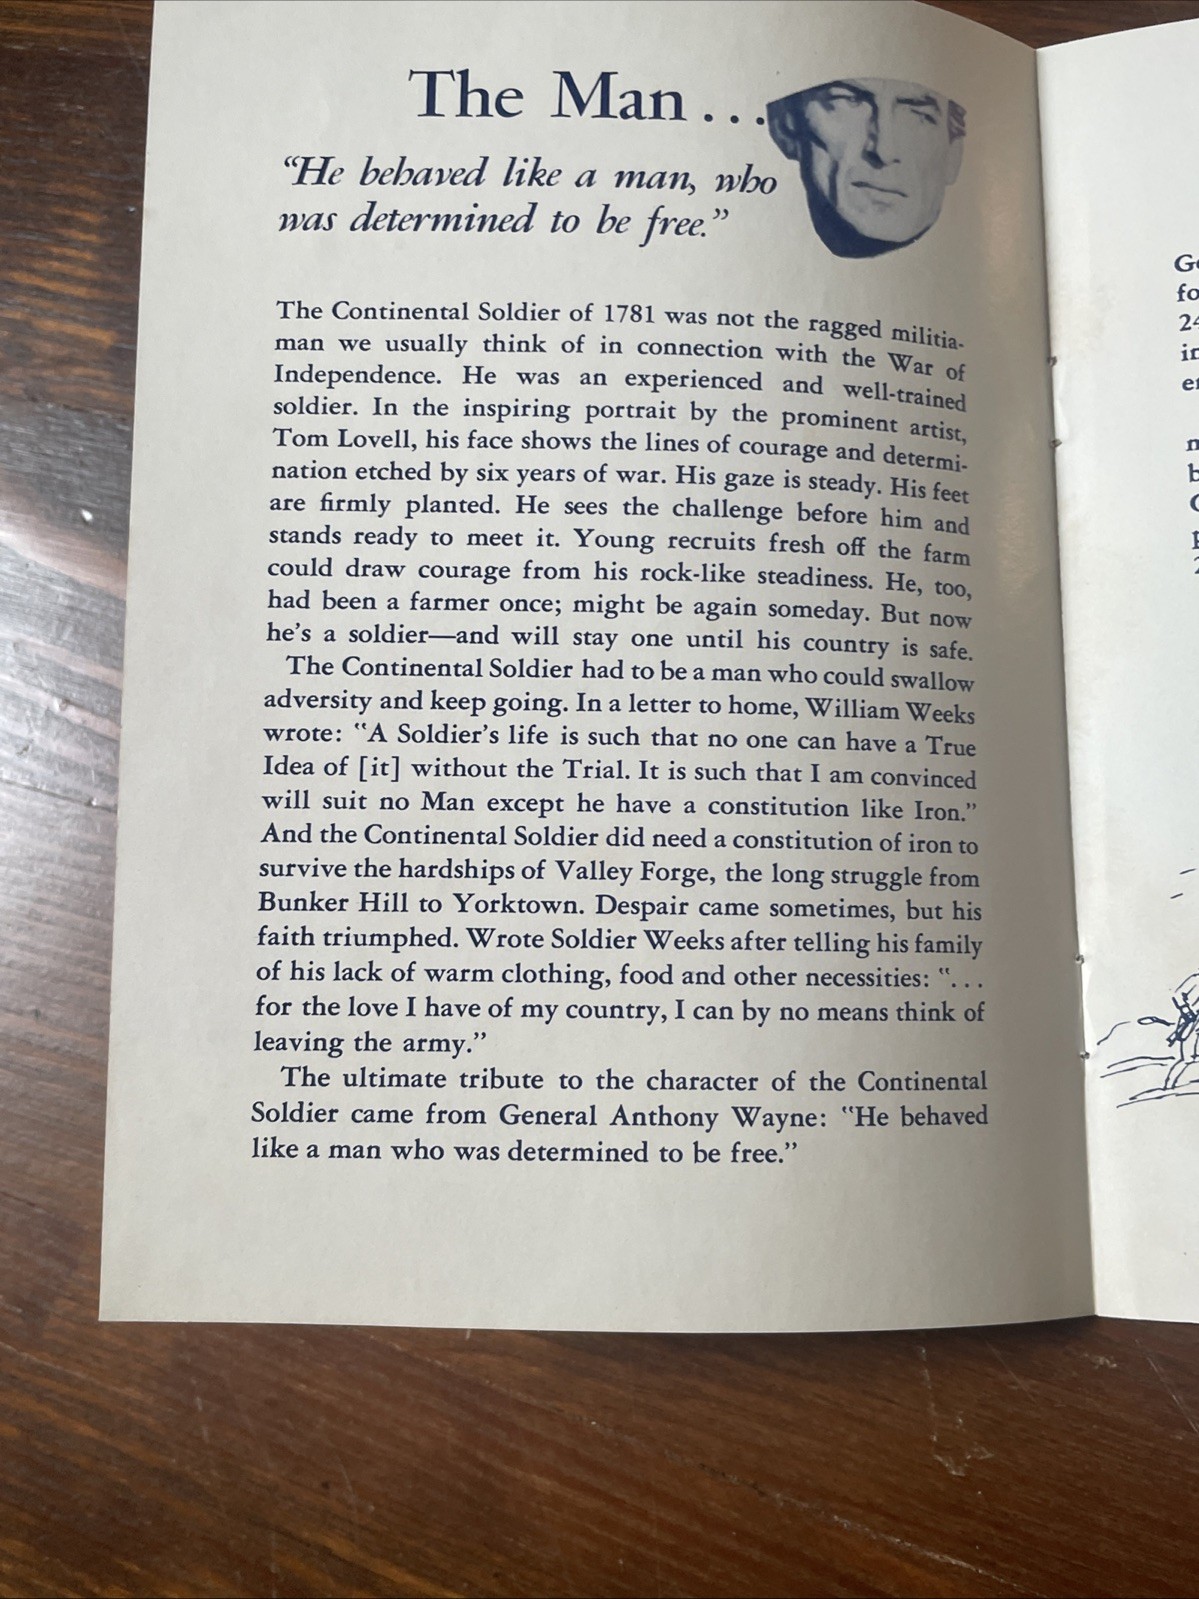 The Man...
“He behaved like a man, who
was determined to be free.”
The Continental Soldier of 1781 was not the ragged militia-
man we usually think of in connection with the War of
Independence. He was an experienced and well-trained
soldier. In the inspiring portrait by the prominent artist,
Tom Lovell, his face shows the lines of courage and determi-
nation etched by six years of war. His gaze is steady. His feet
are firmly planted. He sees the challenge before him and
stands ready to meet it. Young recruits fresh off the farm
could draw courage from his rock-like steadiness. He, too,
had been a farmer once; might be again someday. But now
he's a soldier—and will stay one until his country is safe.
The Continental Soldier had to be a man who could swallow
adversity and keep going. In a letter to home, William Weeks
wrote: “A Soldier's life is such that no one can have a True
Idea of [it] without the Trial. It is such that I am convinced
will suit no Man except he have a constitution like Iron.”
And the Continental Soldier did need a constitution of iron to
survive the hardships of Valley Forge, the long struggle from
Bunker Hill to Yorktown. Despair came sometimes, but his
faith triumphed. Wrote Soldier Weeks after telling his family
of his lack of warm clothing, food and other necessities: “...
for the love I have of my country, I can by no means think of
leaving the army.”
The ultimate tribute to the character of the Continental
Soldier came from General Anthony Wayne: “He behaved
like a man who was determined to be free.”